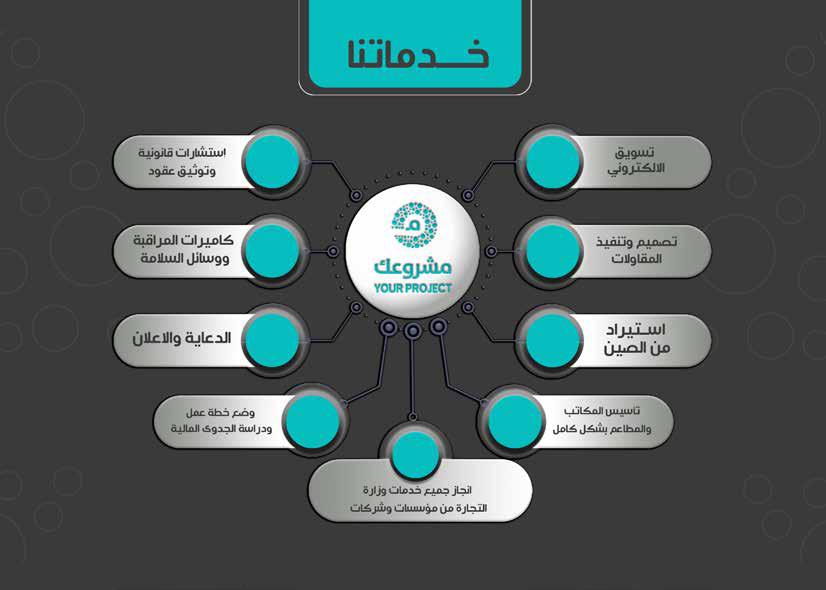 خدماتنا
تسويق
الالكتروني
استشارات قانونية
وتوثيق عقود
مشروعك
YOUR PROJECT
تصميم وتنفيذ
المقاولات
كاميرات المراقبة
ووسائل السلامة
استيراد
من الصين
الدعاية والاعلان
تاسيس المكاتب
والمطاعم بشكل كامل
وضع خطة عمل
ودراسة الجدوى المالية
انجاز جميع خدمات وزارة
التجارة من مؤسسات وشركات